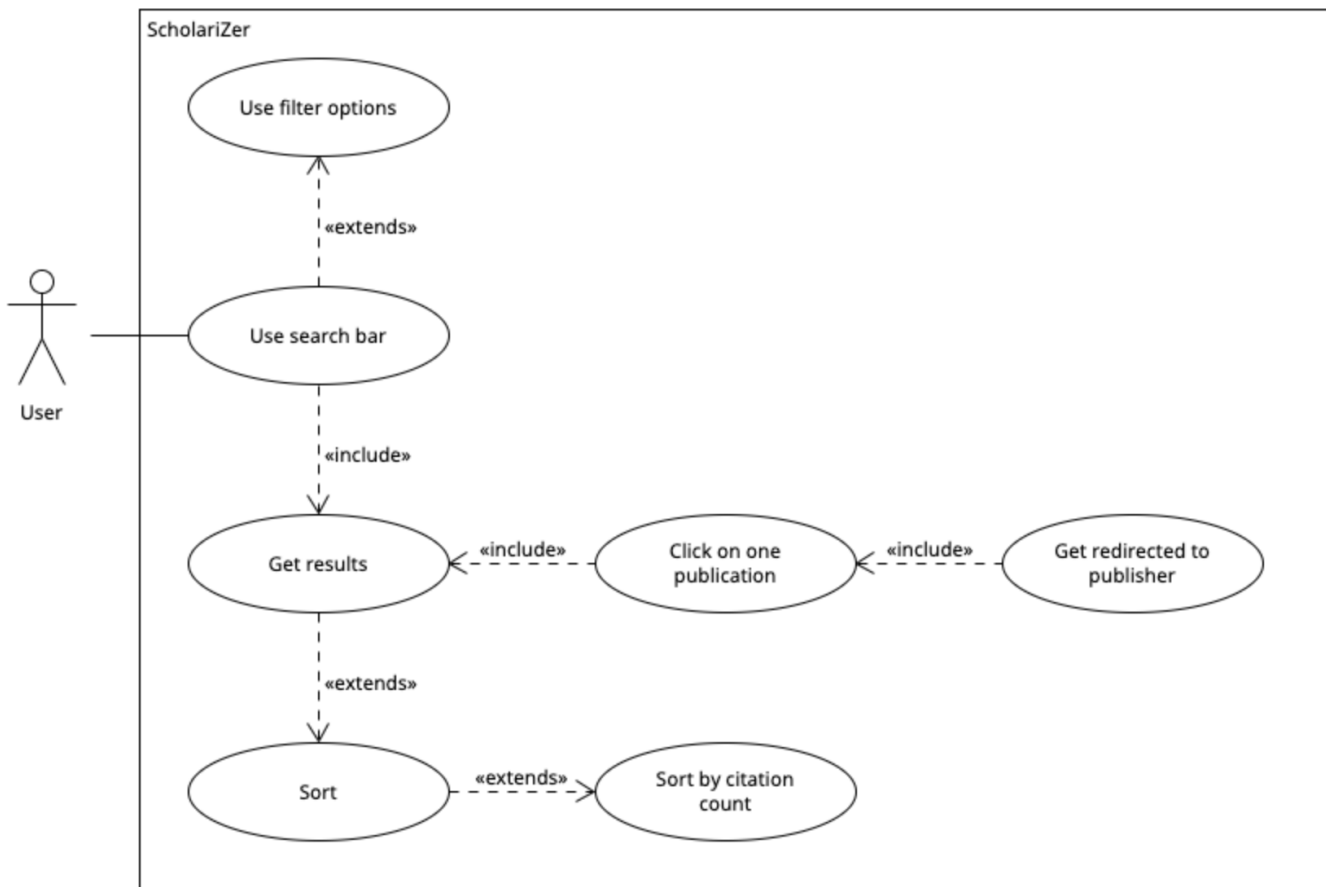 ScholariZer
Use filter options
«extends»
Use search bar
User
«include»
Get results
«include»
Click on one
publication
«include»
Get redirected to
publisher
«extends»
Sort
«extends»
Sort by citation
count